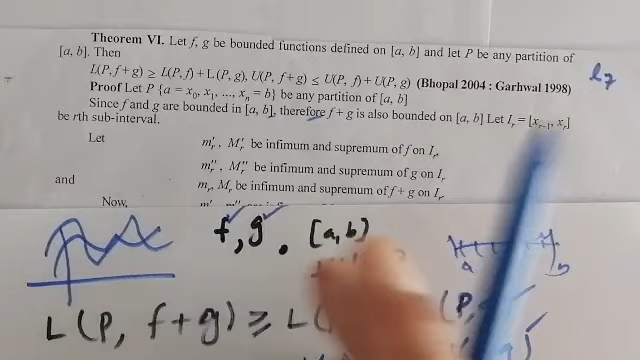 Theorem VI. Let f, g be bounded functions defined on [a, b] and let P be any partition of
[a, b]. Then
L(P, f + g) ≥ L(P, f) + L (P, g), U(P, f + g) ≤ U(P, f) + U(P, g) (Bhopal 2004 : Garhwal 1998)
Proof Let P {a = x₀, x₁, ..., xₙ = b} be any partition of [a, b]
Since f and g are bounded in [a, b], therefore f + g is also bounded on [a, b] Let Iᵣ = [xᵣ₋₁, xᵣ]
be rth sub-interval.
Let m′ᵣ, M′ᵣ be infimum and supremum of f on Iᵣ,
m″ᵣ, M″ᵣ be infimum and supremum of g on Iᵣ
and mᵣ, Mᵣ be infimum and supremum of f + g on Iᵣ
Now,
f, g . [a, b]
a b
L(P, f+g) ≥ L( (P,